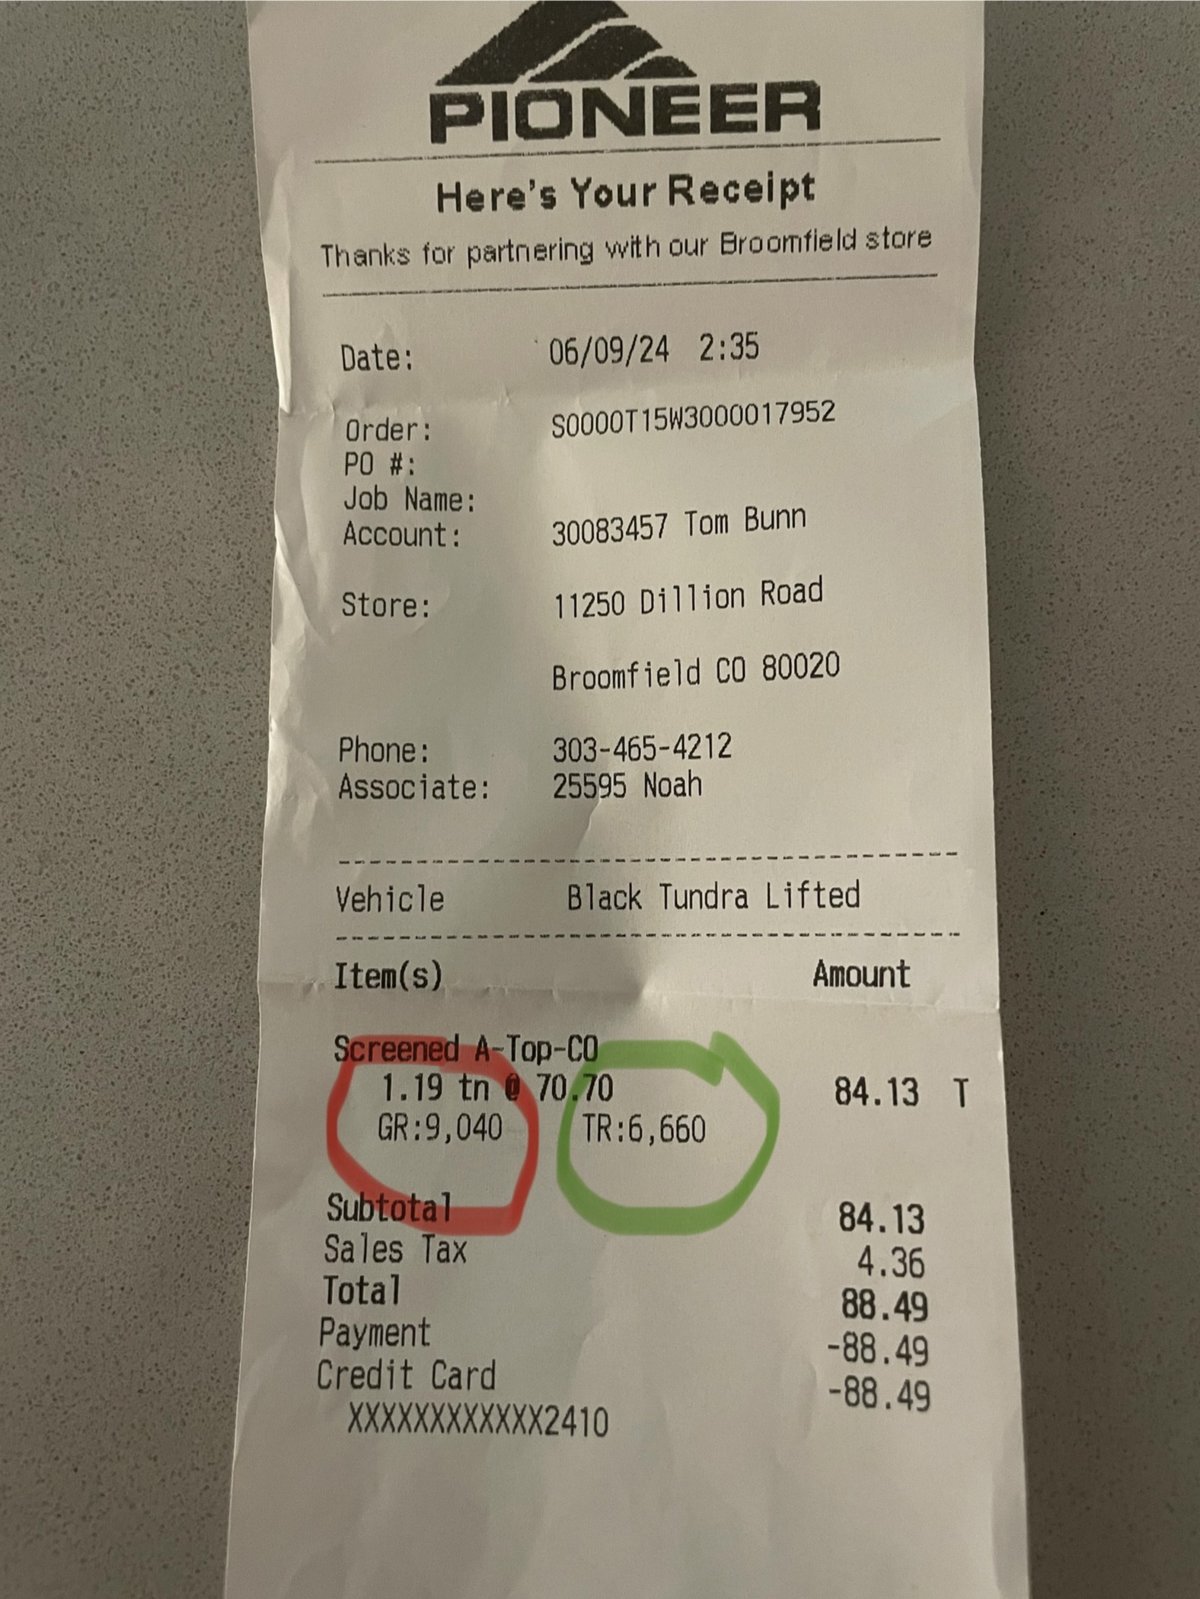 PIONEER
Here's Your Receipt
Thanks for partnering with our Broomfield store
Date: 06/09/24 2:35
Order: S0000T15W3000017952
PO #:
Job Name:
Account: 30083457 Tom Bunn
Store: 11250 Dillion Road
Broomfield CO 80020
Phone: 303-465-4212
Associate: 25595 Noah
Vehicle Black Tundra Lifted
Item(s) Amount
Screened A-Top-CO
1.19 tn @ 70.70 84.13 T
GR:9,040 TR:6,660
Subtotal 84.13
Sales Tax 4.36
Total 88.49
Payment -88.49
Credit Card -88.49
XXXXXXXXXXXX2410